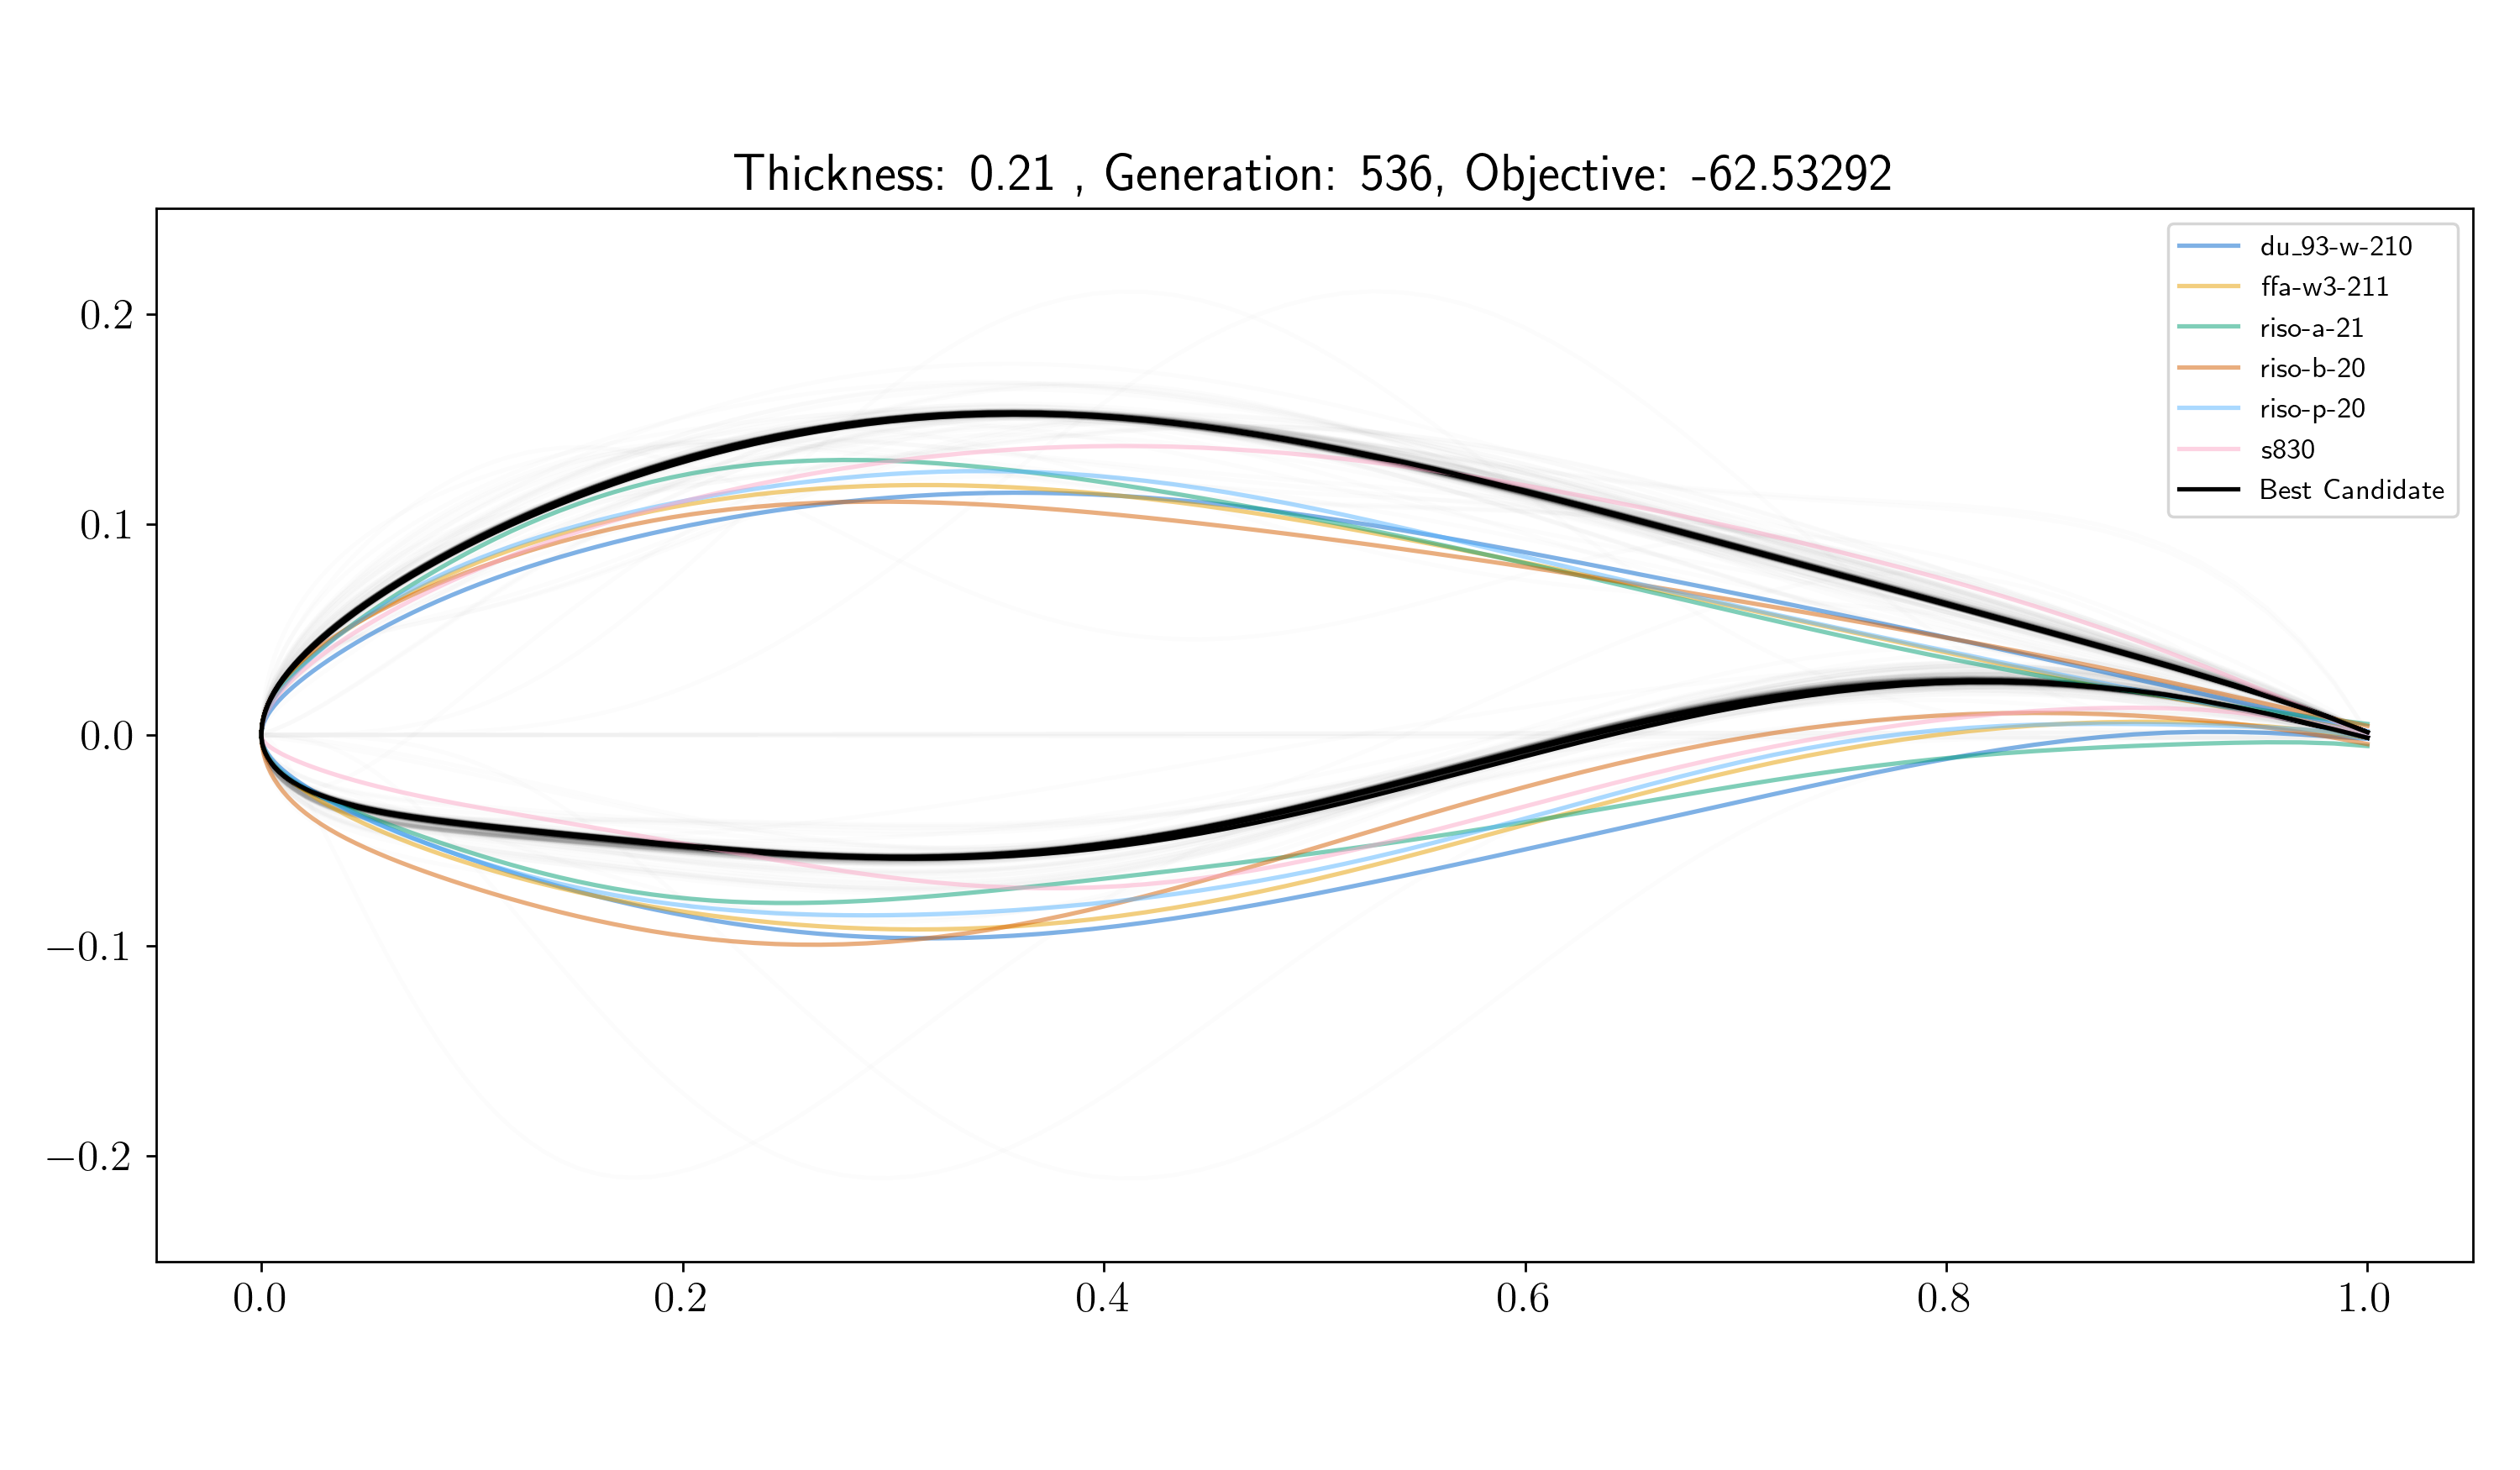 Thickness: 0.21 , Generation: 536, Objective: -62.53292
du_93-w-210
ffa-w3-211
riso-a-21
riso-b-20
riso-p-20
s830
Best Candidate
0.2
0.1
0.0
−0.1
−0.2
0.0 0.2 0.4 0.6 0.8 1.0